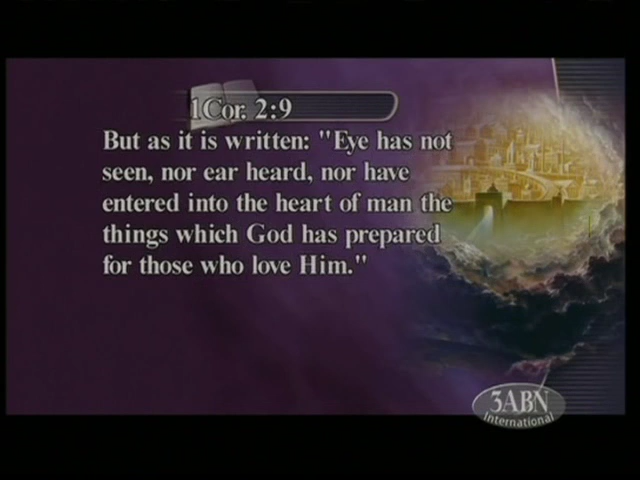 1Cor. 2:9
But as it is written: "Eye has not
seen, nor ear heard, nor have
entered into the heart of man the
things which God has prepared
for those who love Him."
3ABN
International